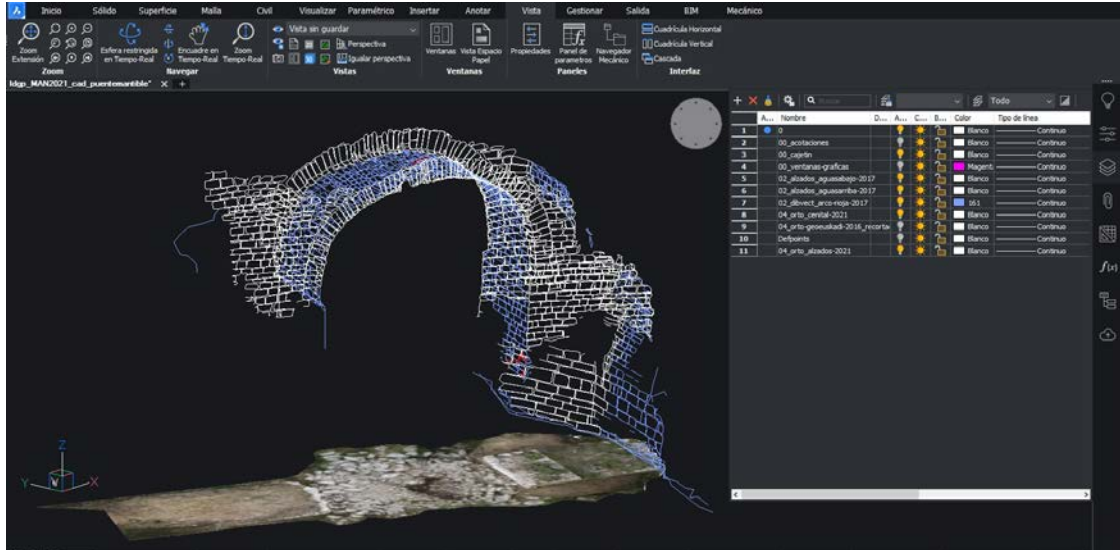 Inicio Sólido Superficie Malla Civil Visualizar Paramétrico Insertar Anotar Vista Gestionar Salida BIM Mecánico
Zoom Extensión
Esfera restringida en Tiempo-Real
Encuadre en Tiempo-Real
Zoom Tiempo-Real
Vista sin guardar
Perspectiva
Igualar perspectiva
Ventanas
Vista Espacio Papel
Propiedades
Panel de parametros
Navegador Mecánico
Cuadrícula Horizontal
Cuadrícula Vertical
Cascada
Zoom Navegar Vistas Ventanas Paneles Interfaz
ldgp_MAN2021_cad_puentemantible*
Todo
A... Nombre D... A... C... B... Color Tipo de línea
1 0 Blanco Continuo
2 00_acotaciones Blanco Continuo
3 00_cajetin Blanco Continuo
4 00_ventanas-graficas Magent. Continuo
5 02_alzados_aguasabajo-2017 Blanco Continuo
6 02_alzados_aguasarriba-2017 Blanco Continuo
7 02_dibvect_arco-rioja-2017 161 Continuo
8 04_orto_cenital-2021 Blanco Continuo
9 04_orto-geoeuskadi-2016_recorta Blanco Continuo
10 Defpoints Blanco Continuo
11 04_orto_alzados-2021 Blanco Continuo
f(x)
Z
Y W X